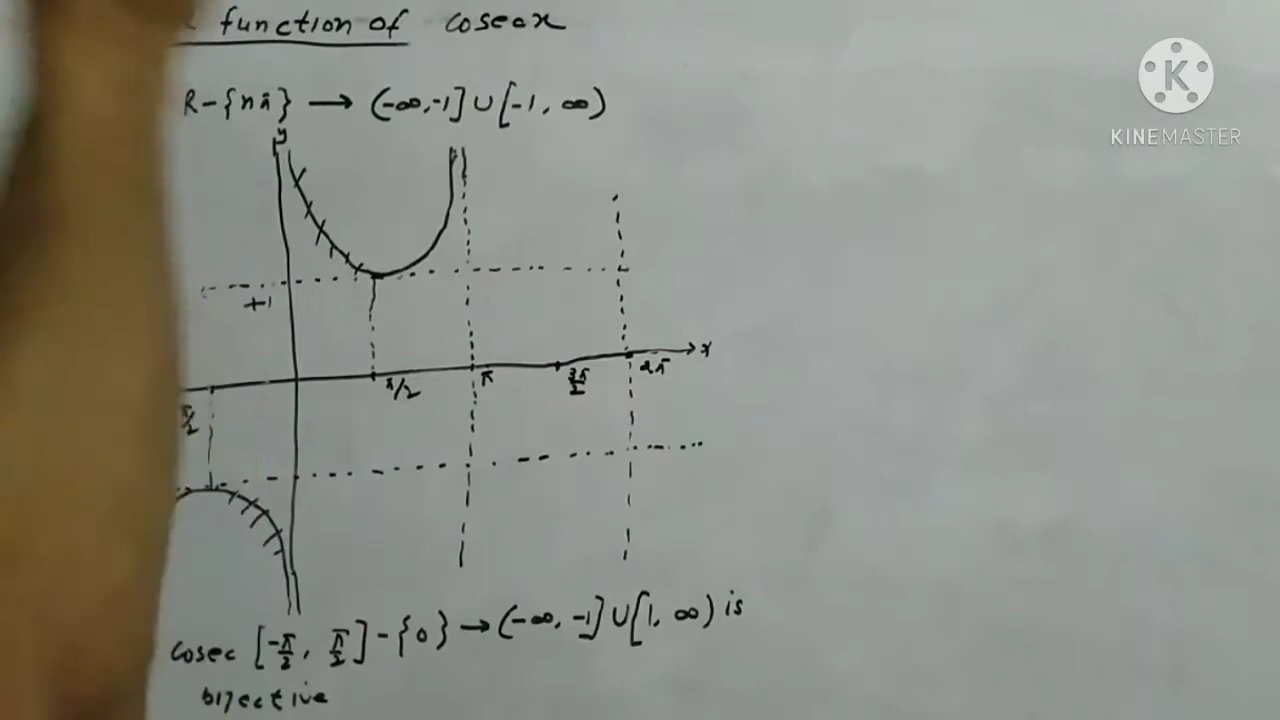 function of cosecx
R-{nπ} → (-∞,-1] ∪ [-1, ∞)
y
+1
x
π/2
π
3π/2
2π
π/2
cosec [-π/2, π/2] - {0} → (-∞, -1] ∪ [1, ∞) is
bijective
K
KINEMASTER